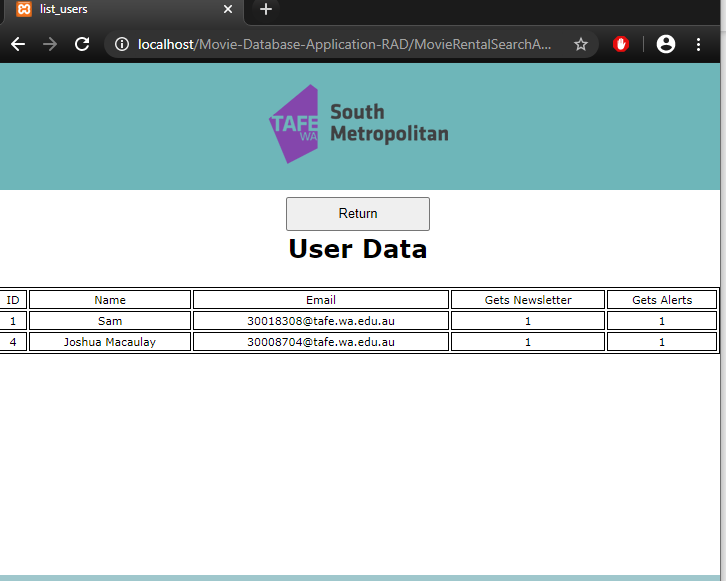 list_users
localhost/Movie-Database-Application-RAD/MovieRentalSearchA...
TAFE
WA
South
Metropolitan
Return
User Data
ID Name Email Gets Newsletter Gets Alerts
1 Sam 30018308@tafe.wa.edu.au 1 1
4 Joshua Macaulay 30008704@tafe.wa.edu.au 1 1